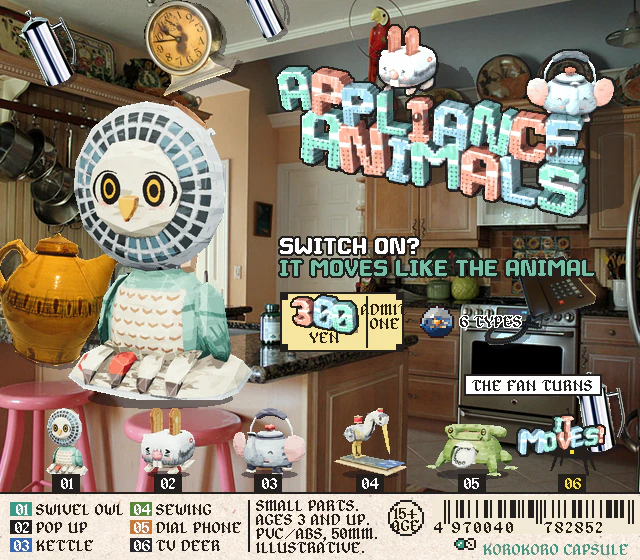 APPLIANCE
ANIMALS
SWITCH ON?
IT MOVES LIKE THE ANIMAL
300
YEN
ADMIT
ONE
6 TYPES
THE FAN TURNS
IT
MOVES!
01
02
03
04
05
06
01 SWIVEL OWL
02 POP UP
03 KETTLE
04 SEWING
05 DIAL PHONE
06 TV DEER
SMALL PARTS.
AGES 3 AND UP.
PVC/ABS, 50MM.
ILLUSTRATIVE.
15+
AGE
4 970040 782852
KOROKORO CAPSULE